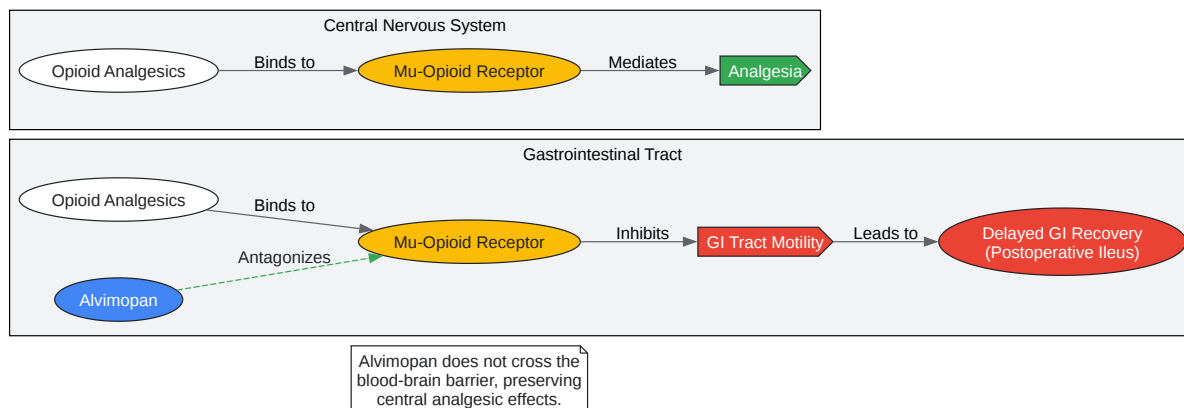 Central Nervous System
Opioid Analgesics
Binds to
Mu-Opioid Receptor
Mediates
Analgesia
Gastrointestinal Tract
Opioid Analgesics
Binds to
Mu-Opioid Receptor
Inhibits
GI Tract Motility
Leads to
Delayed GI Recovery
(Postoperative Ileus)
Antagonizes
Alvimopan
Alvimopan does not cross the
blood-brain barrier, preserving
central analgesic effects.